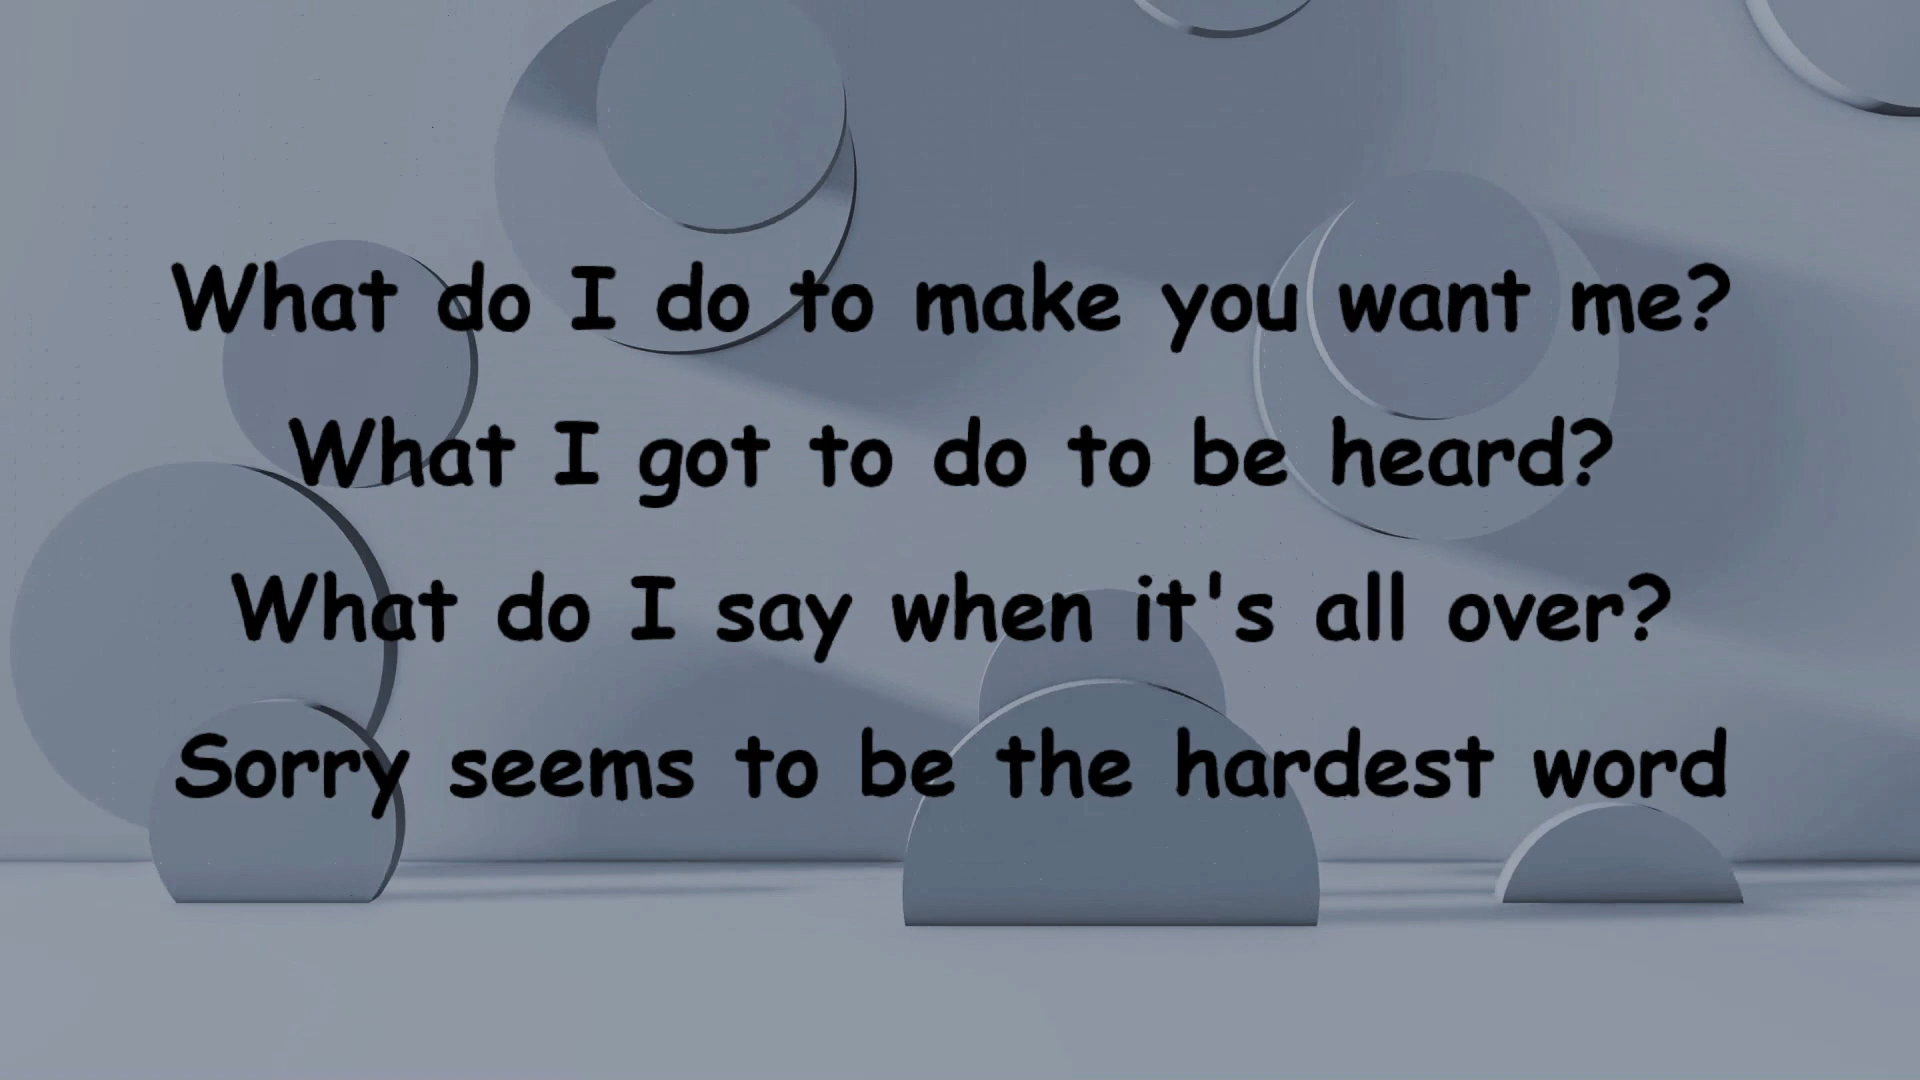 What do I do to make you want me?
What I got to do to be heard?
What do I say when it's all over?
Sorry seems to be the hardest word